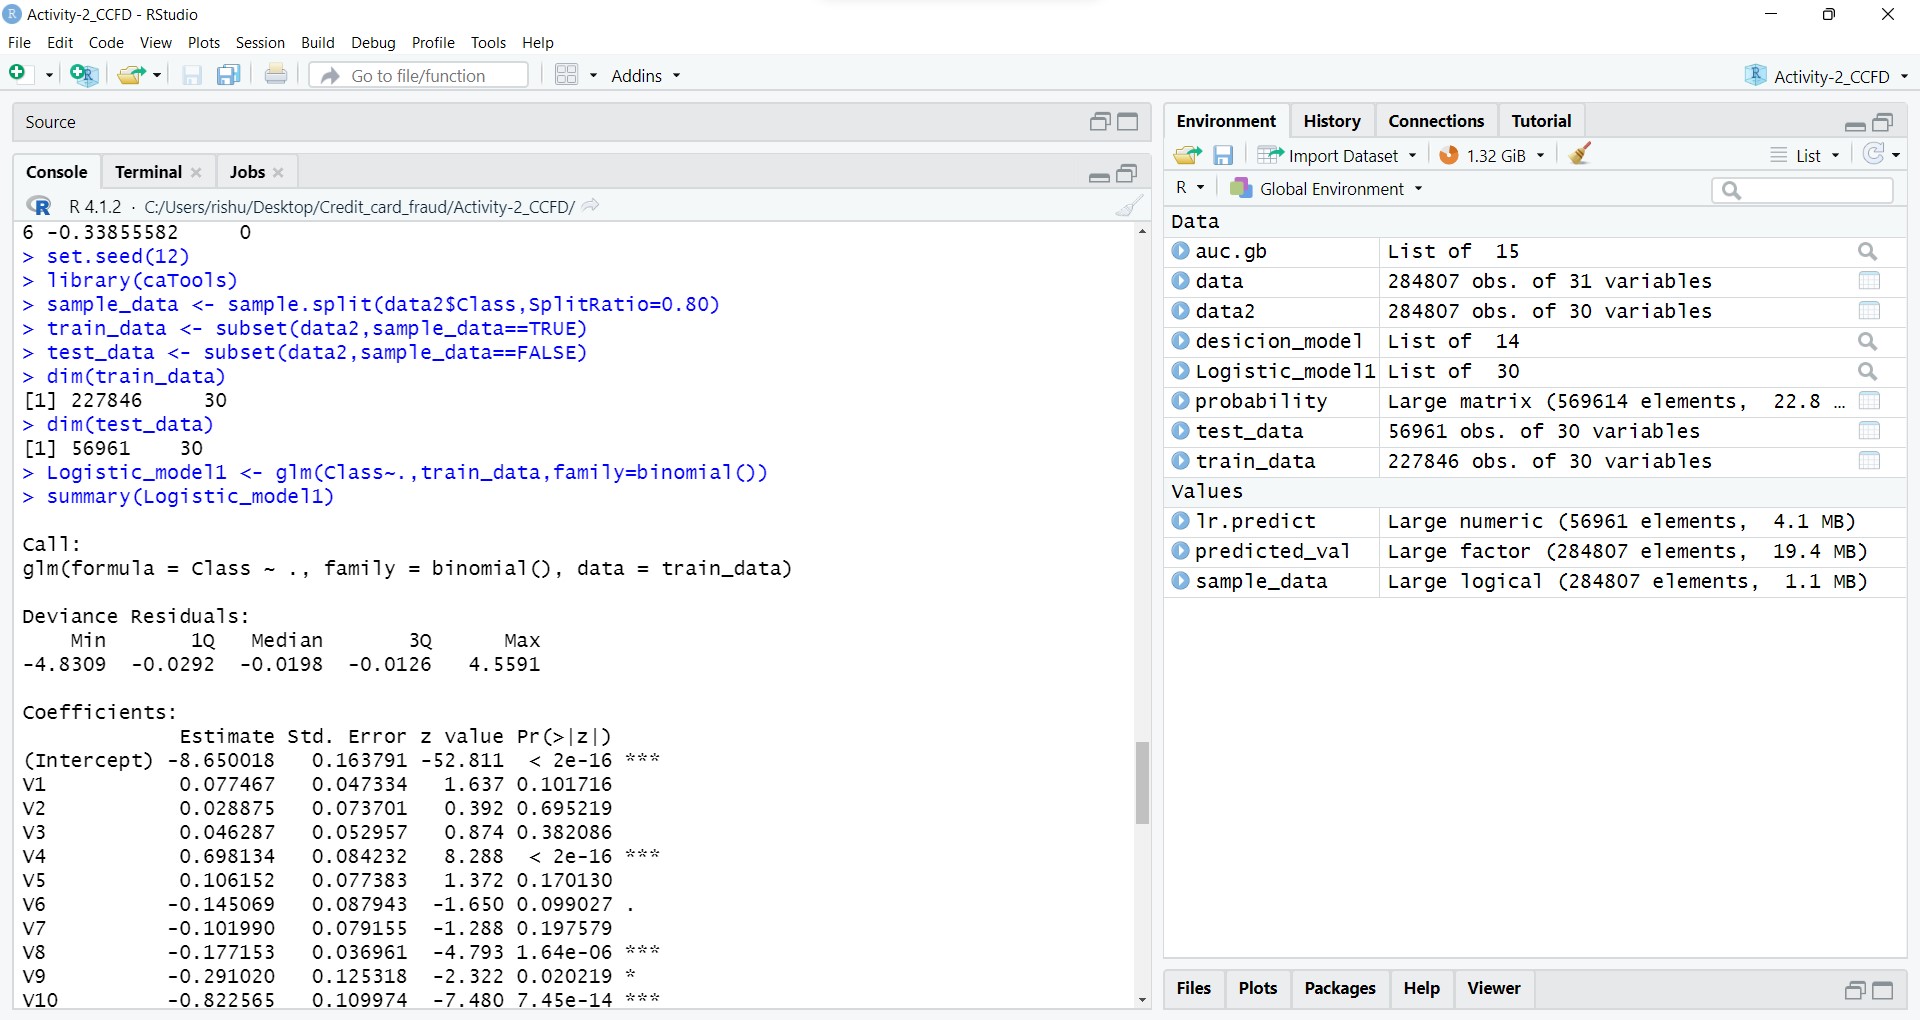 Activity-2_CCFD - RStudio
File Edit Code View Plots Session Build Debug Profile Tools Help
Go to file/function Addins Activity-2_CCFD
Source
Console Terminal Jobs
R 4.1.2 · C:/Users/rishu/Desktop/Credit_card_fraud/Activity-2_CCFD/
6 -0.33855582 0
> set.seed(12)
> library(caTools)
> sample_data <- sample.split(data2$Class,SplitRatio=0.80)
> train_data <- subset(data2,sample_data==TRUE)
> test_data <- subset(data2,sample_data==FALSE)
> dim(train_data)
[1] 227846 30
> dim(test_data)
[1] 56961 30
> Logistic_model1 <- glm(Class~.,train_data,family=binomial())
> summary(Logistic_model1)
Call:
glm(formula = Class ~ ., family = binomial(), data = train_data)
Deviance Residuals:
Min 1Q Median 3Q Max
-4.8309 -0.0292 -0.0198 -0.0126 4.5591
Coefficients:
Estimate Std. Error z value Pr(>|z|)
(Intercept) -8.650018 0.163791 -52.811 < 2e-16 ***
V1 0.077467 0.047334 1.637 0.101716
V2 0.028875 0.073701 0.392 0.695219
V3 0.046287 0.052957 0.874 0.382086
V4 0.698134 0.084232 8.288 < 2e-16 ***
V5 0.106152 0.077383 1.372 0.170130
V6 -0.145069 0.087943 -1.650 0.099027 .
V7 -0.101990 0.079155 -1.288 0.197579
V8 -0.177153 0.036961 -4.793 1.64e-06 ***
V9 -0.291020 0.125318 -2.322 0.020219 *
V10 -0.822565 0.109974 -7.480 7.45e-14 ***
Environment History Connections Tutorial
Import Dataset 1.32 GiB List
R Global Environment
Data
auc.gb List of 15
data 284807 obs. of 31 variables
data2 284807 obs. of 30 variables
desicion_model List of 14
Logistic_model1 List of 30
probability Large matrix (569614 elements, 22.8 …
test_data 56961 obs. of 30 variables
train_data 227846 obs. of 30 variables
Values
lr.predict Large numeric (56961 elements, 4.1 MB)
predicted_val Large factor (284807 elements, 19.4 MB)
sample_data Large logical (284807 elements, 1.1 MB)
Files Plots Packages Help Viewer